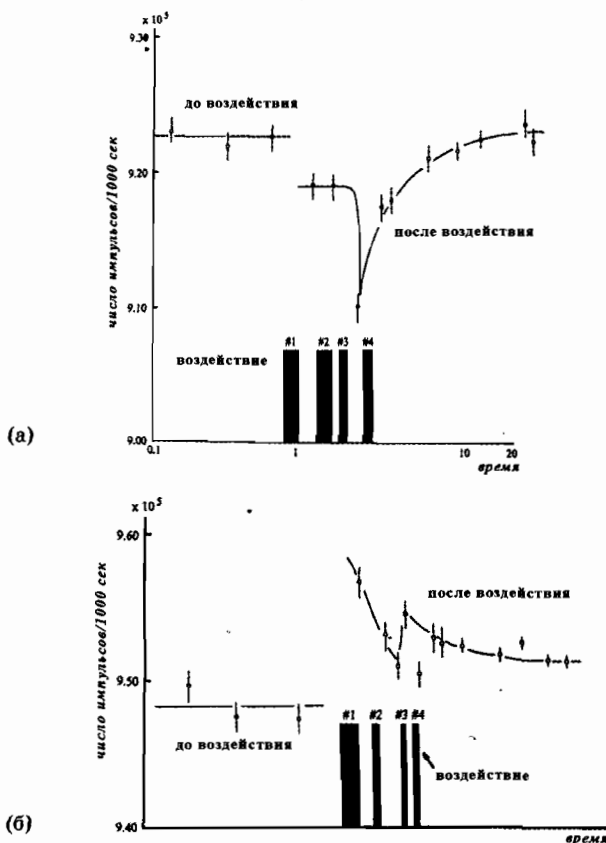 x 10⁵
9.30
до воздействия
9.20
после воздействия
число импульсов/1000 сек
9.10
#1 #2 #3 #4
воздействие
(а)
9.00
0.1 1 10 20
время
x 10⁵
9.60
после воздействия
число импульсов/1000 сек
9.50
#1 #2 #3 #4
до воздействия
воздействие
(б)
9.40
время